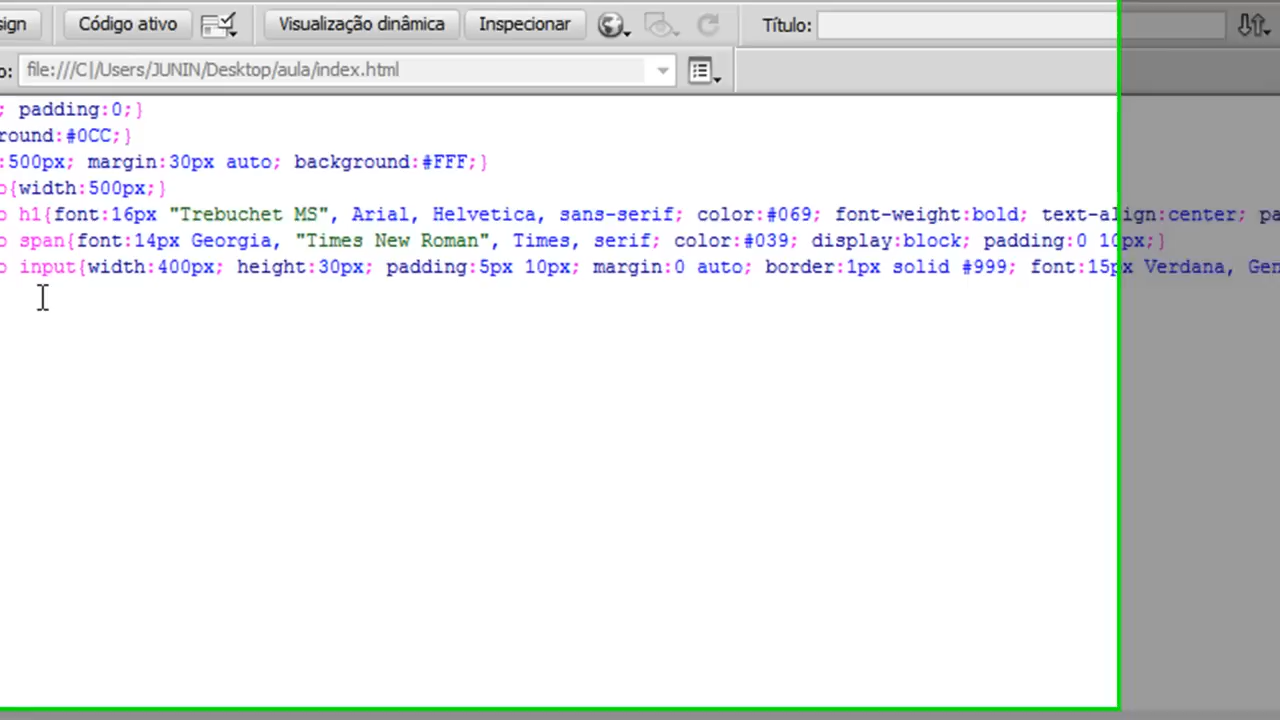 sign Código ativo Visualização dinâmica Inspecionar Título:
o: file:///C|/Users/JUNIN/Desktop/aula/index.html
; padding:0;}
round:#0CC;}
:500px; margin:30px auto; background:#FFF;}
o{width:500px;}
o h1{font:16px "Trebuchet MS", Arial, Helvetica, sans-serif; color:#069; font-weight:bold; text-align:center; pa
o span{font:14px Georgia, "Times New Roman", Times, serif; color:#039; display:block; padding:0 10px;}
o input{width:400px; height:30px; padding:5px 10px; margin:0 auto; border:1px solid #999; font:15px Verdana, Gen